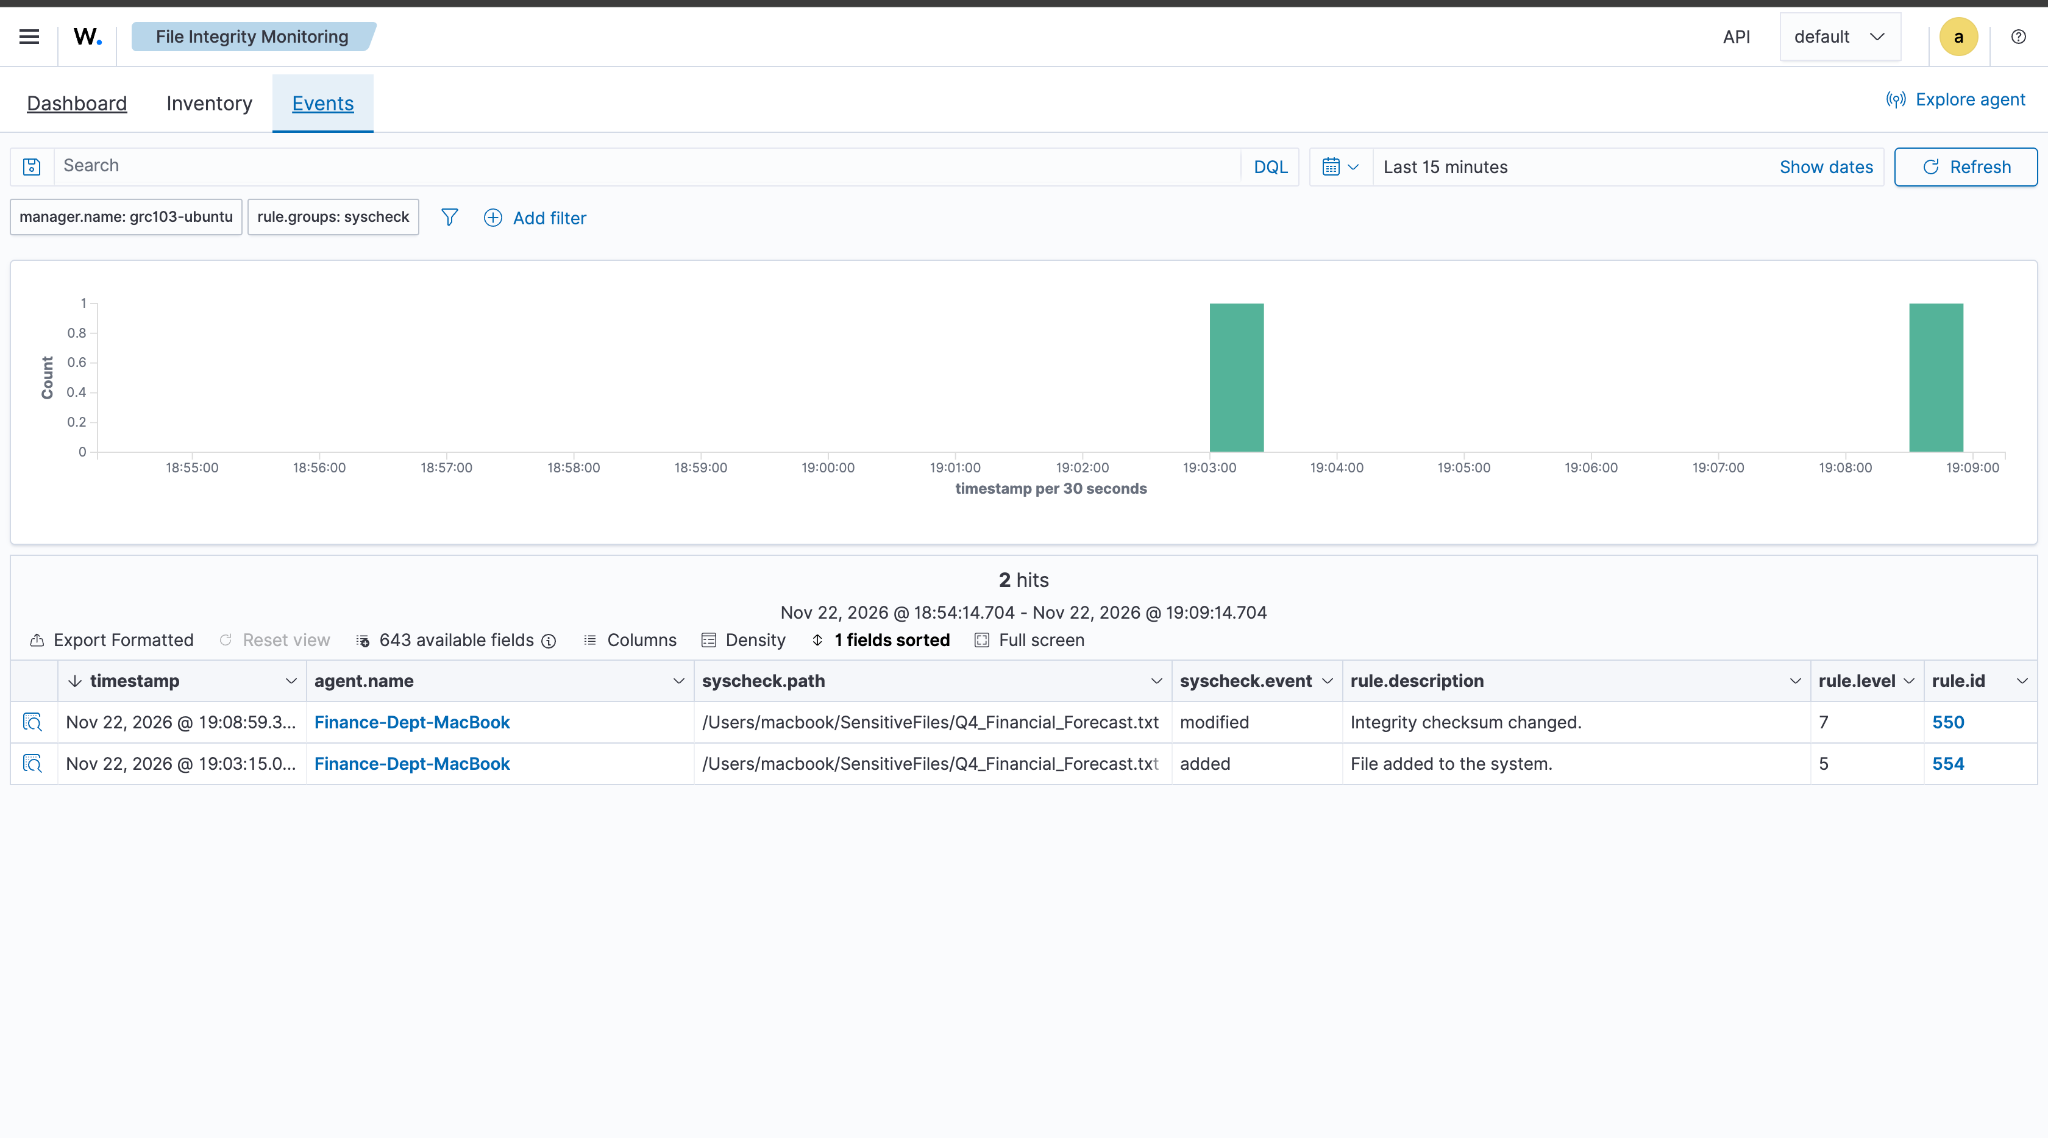 W.
File Integrity Monitoring
API
default
a
Dashboard
Inventory
Events
Explore agent
Search
DQL
Last 15 minutes
Show dates
Refresh
manager.name: grc103-ubuntu
rule.groups: syscheck
Add filter
Count
1
0.8
0.6
0.4
0.2
0
18:55:00 18:56:00 18:57:00 18:58:00 18:59:00 19:00:00 19:01:00 19:02:00 19:03:00 19:04:00 19:05:00 19:06:00 19:07:00 19:08:00 19:09:00
timestamp per 30 seconds
2 hits
Nov 22, 2026 @ 18:54:14.704 - Nov 22, 2026 @ 19:09:14.704
Export Formatted Reset view 643 available fields Columns Density 1 fields sorted Full screen
timestamp agent.name syscheck.path syscheck.event rule.description rule.level rule.id
Nov 22, 2026 @ 19:08:59.3... Finance-Dept-MacBook /Users/macbook/SensitiveFiles/Q4_Financial_Forecast.txt modified Integrity checksum changed. 7 550
Nov 22, 2026 @ 19:03:15.0... Finance-Dept-MacBook /Users/macbook/SensitiveFiles/Q4_Financial_Forecast.txt added File added to the system. 5 554